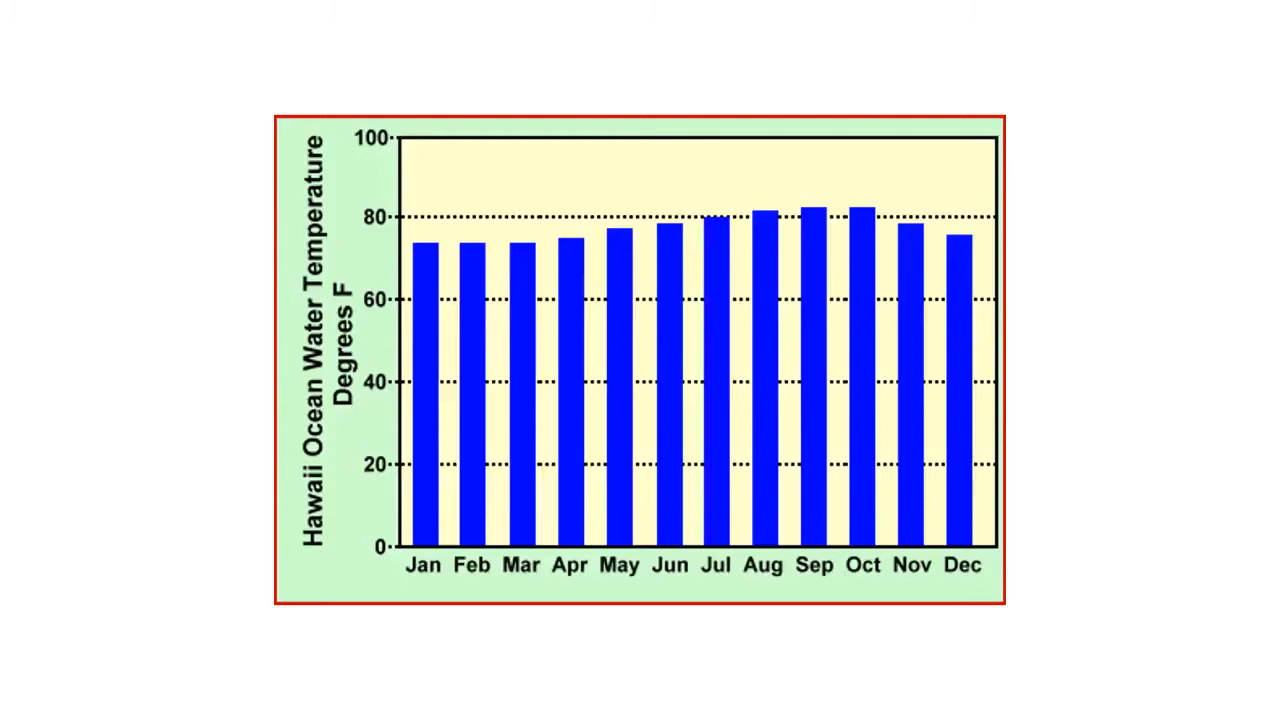 Hawaii Ocean Water Temperature
Degrees F
100
80
60
40
20
0
Jan Feb Mar Apr May Jun Jul Aug Sep Oct Nov Dec